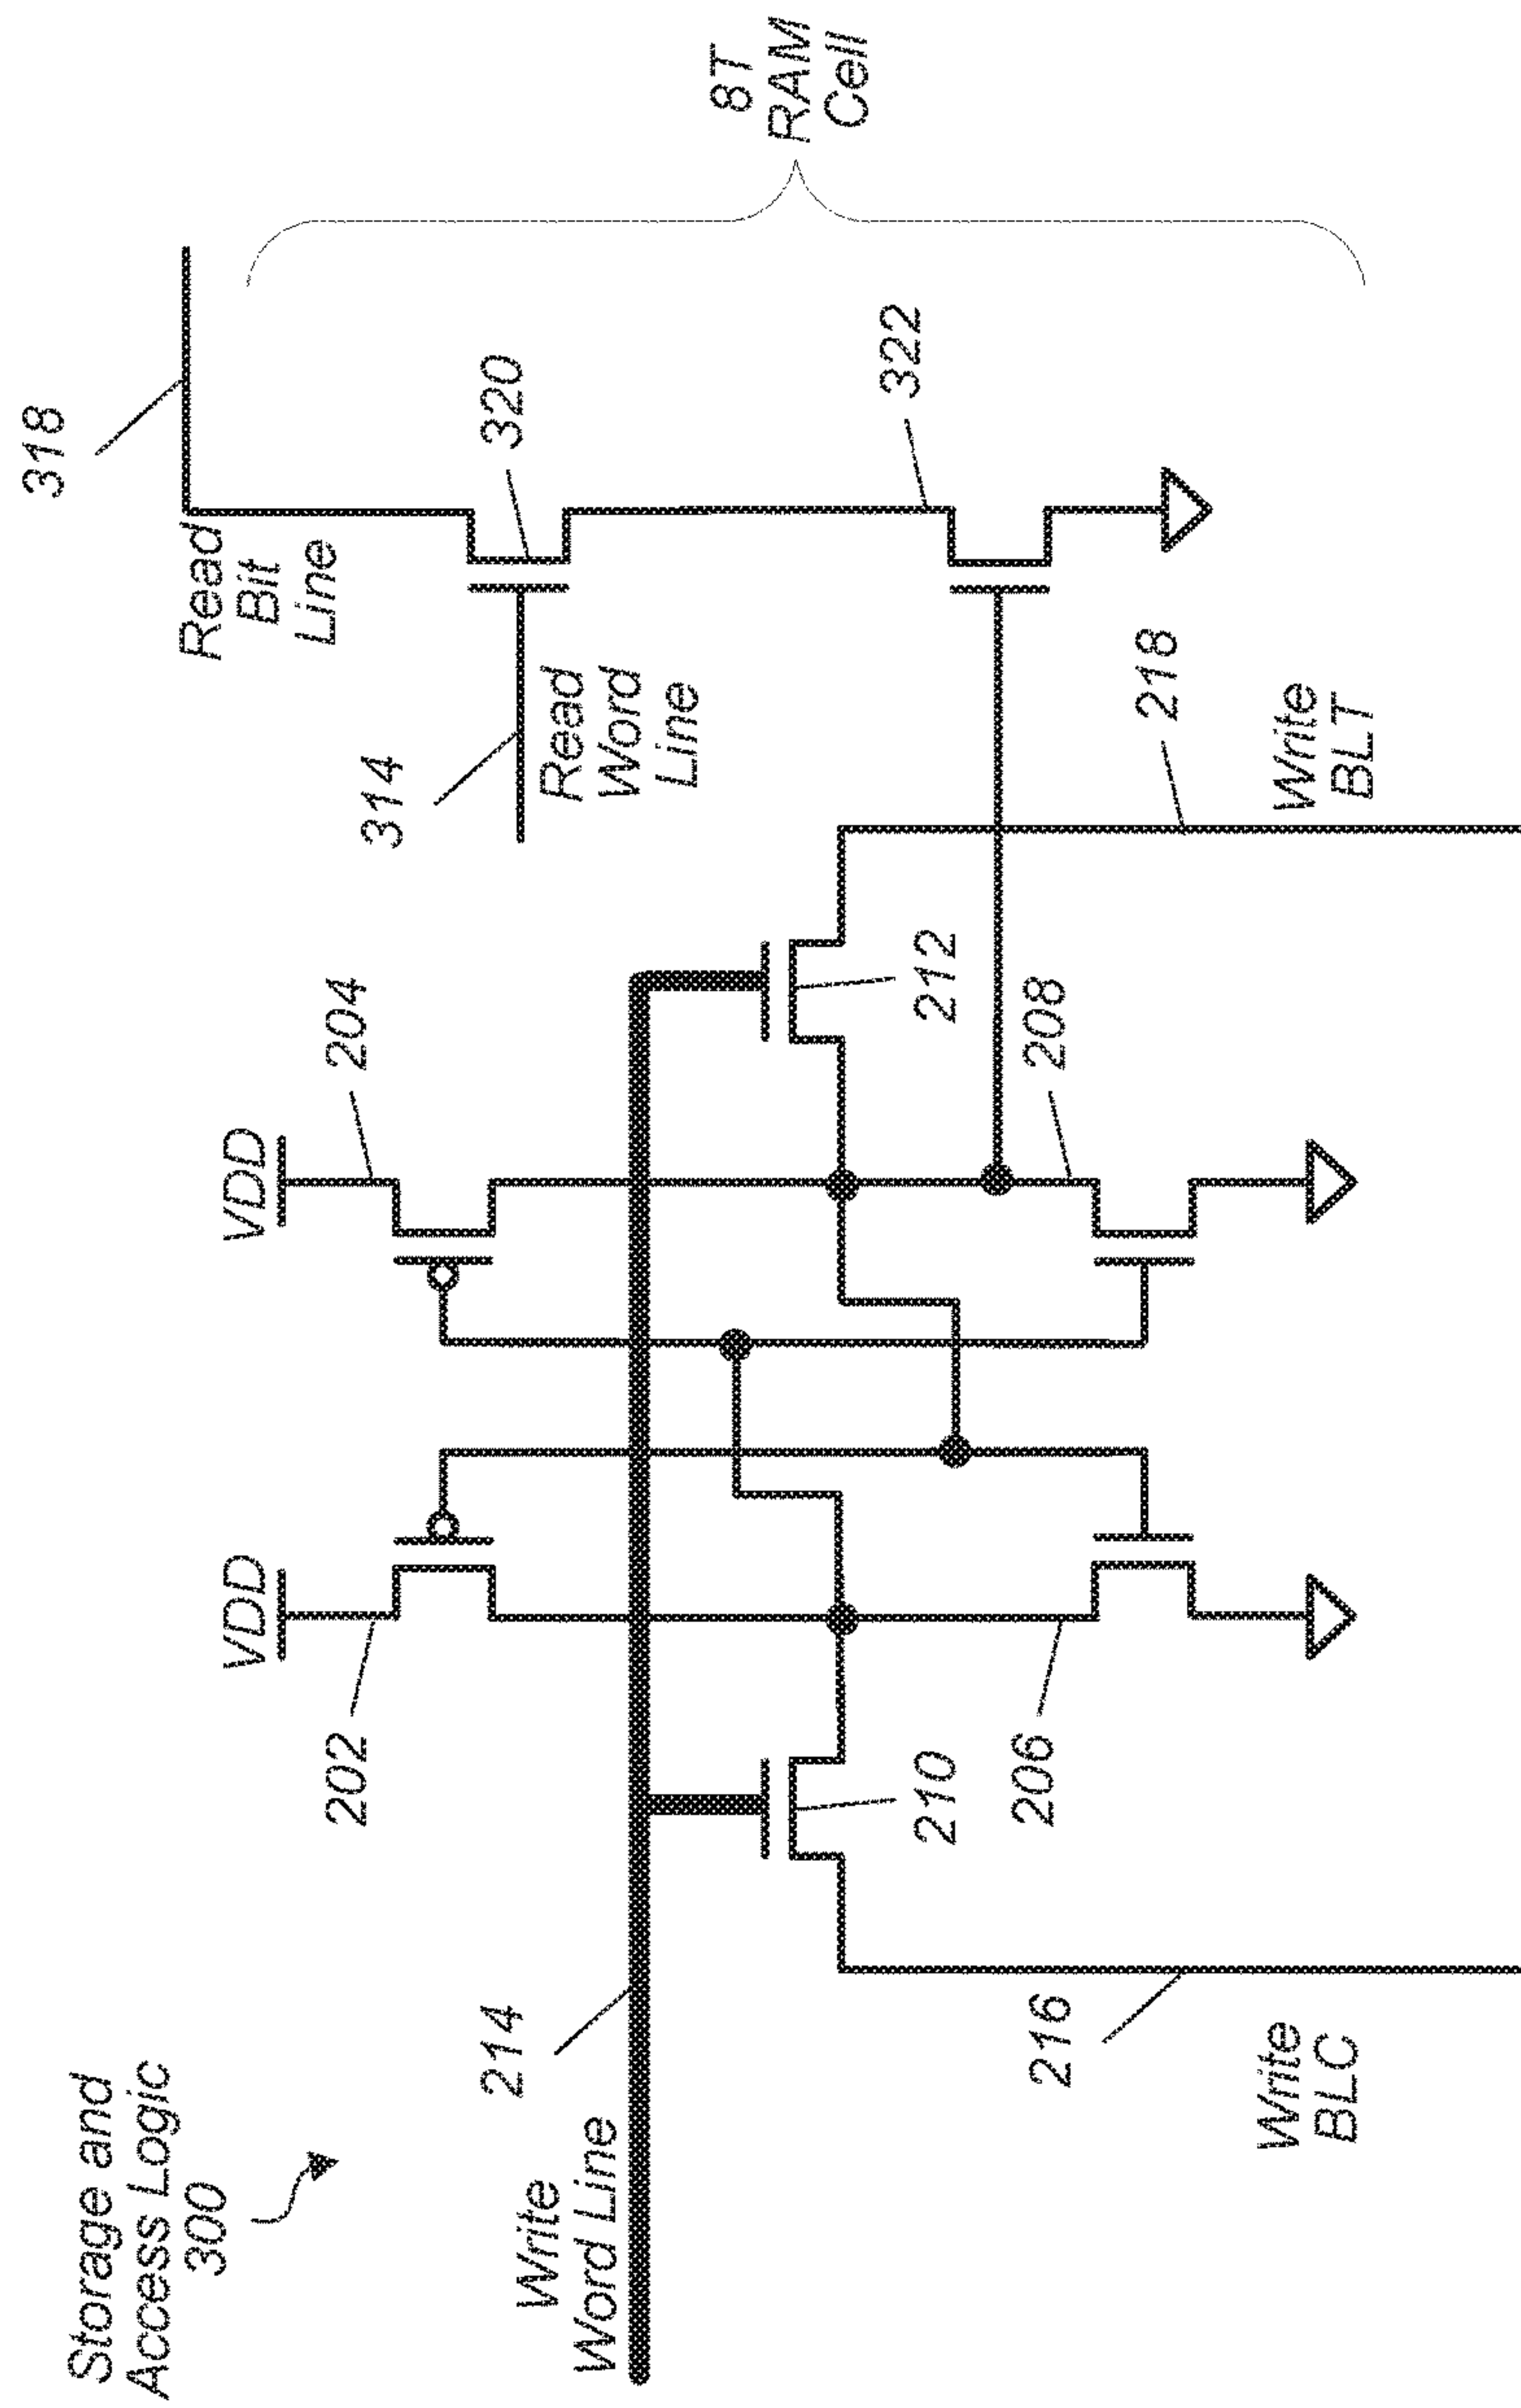 Storage and
Access Logic
300
VDD
VDD
202
204
Write
Word Line
214
210
212
206
208
216
Write
BLC
218
Write
BLT
318
Read
Bit
Line
314
Read
Word
Line
320
322
8T
RAM
Cell